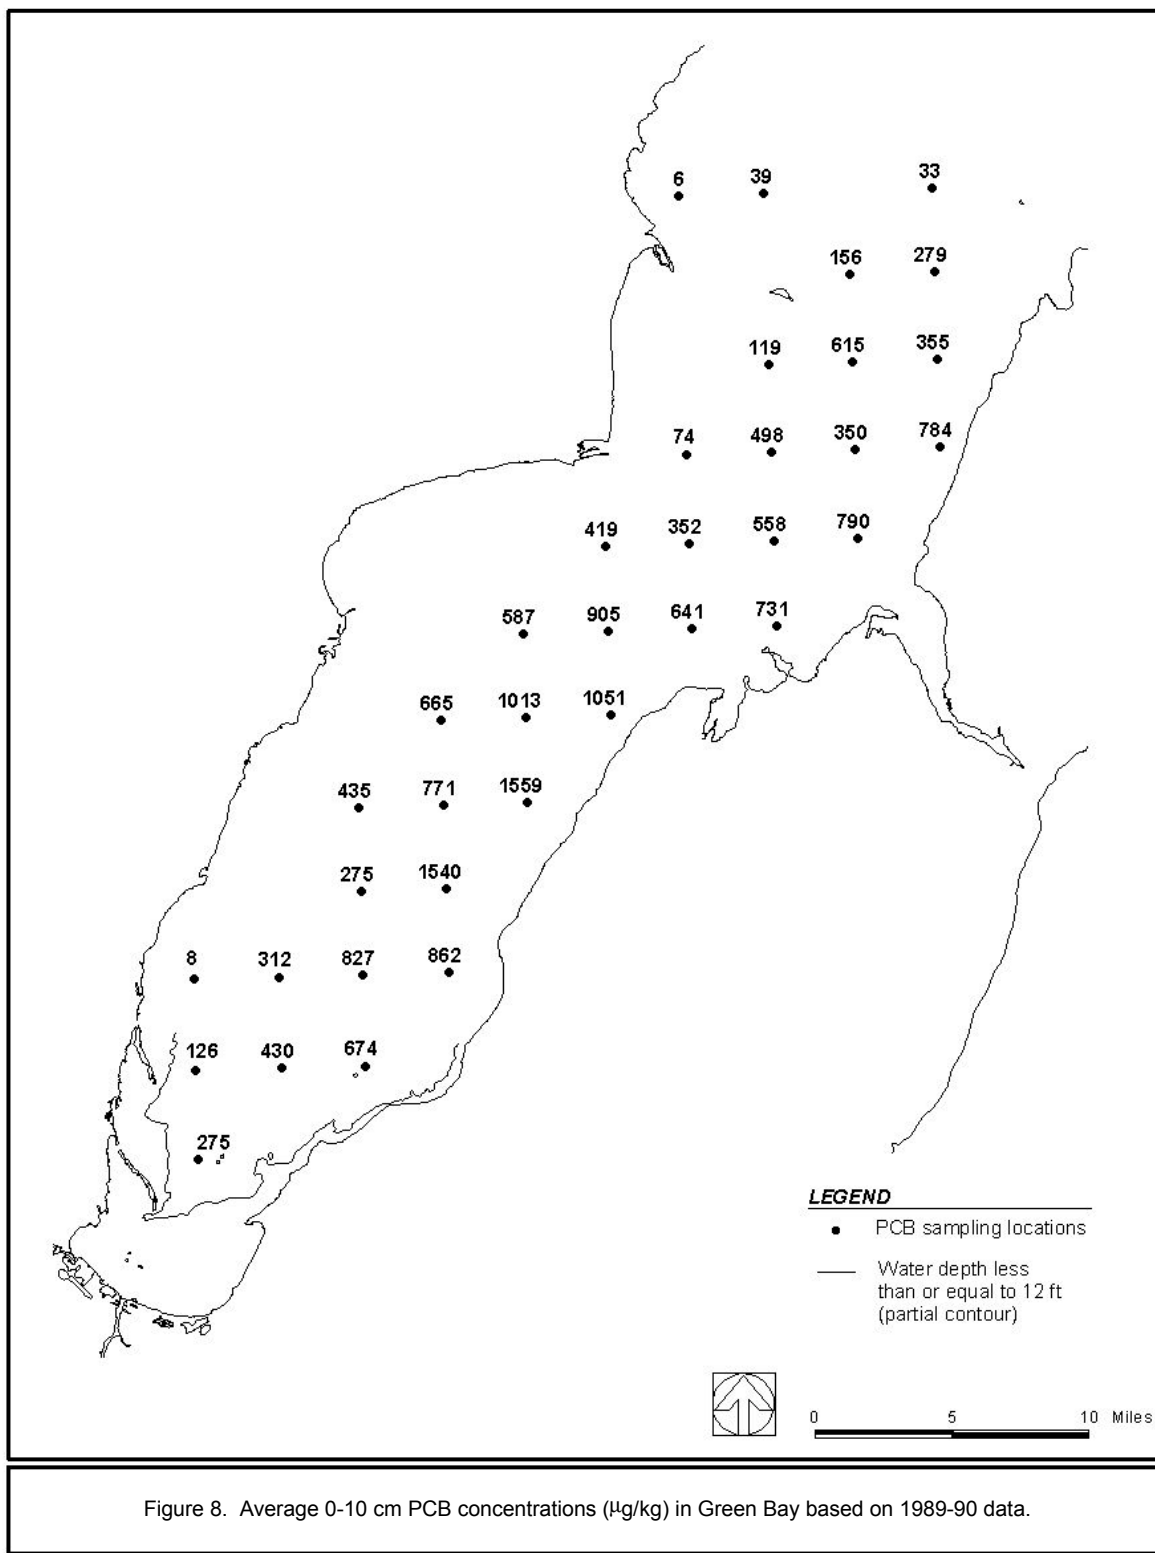 6 39 33
156 279
119 615 355
74 498 350 784
419 352 558 790
587 905 641 731
665 1013 1051
435 771 1559
275 1540
8 312 827 862
126 430 674
275
LEGEND
PCB sampling locations
Water depth less
than or equal to 12 ft
(partial contour)
0 5 10 Miles
Figure 8. Average 0-10 cm PCB concentrations (μg/kg) in Green Bay based on 1989-90 data.